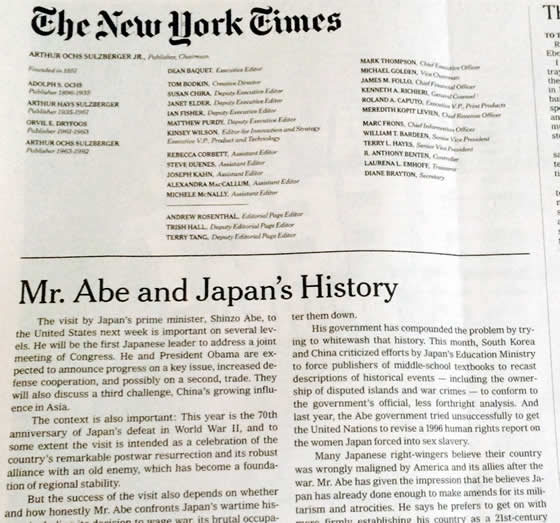 The New York Times
ARTHUR OCHS SULZBERGER JR., Publisher, Chairman
Founded in 1851
ADOLPH S. OCHS
Publisher 1896-1935
ARTHUR HAYS SULZBERGER
Publisher 1935-1961
ORVIL E. DRYFOOS
Publisher 1961-1963
ARTHUR OCHS SULZBERGER
Publisher 1963-1992
DEAN BAQUET, Executive Editor
TOM BODKIN, Creative Director
SUSAN CHIRA, Deputy Executive Editor
JANET ELDER, Deputy Executive Editor
IAN FISHER, Deputy Executive Editor
MATTHEW PURDY, Deputy Executive Editor
KINSEY WILSON, Editor for Innovation and Strategy
Executive V.P., Product and Technology
REBECCA CORBETT, Assistant Editor
STEVE DUENES, Assistant Editor
JOSEPH KAHN, Assistant Editor
ALEXANDRA MacCALLUM, Assistant Editor
MICHELE McNALLY, Assistant Editor
ANDREW ROSENTHAL, Editorial Page Editor
TRISH HALL, Deputy Editorial Page Editor
TERRY TANG, Deputy Editorial Page Editor
MARK THOMPSON, Chief Executive Officer
MICHAEL GOLDEN, Vice Chairman
JAMES M. FOLLO, Chief Financial Officer
KENNETH A. RICHIERI, General Counsel
ROLAND A. CAPUTO, Executive V.P., Print Products
MEREDITH KOPIT LEVIEN, Chief Revenue Officer
MARC FRONS, Chief Information Officer
WILLIAM T. BARDEEN, Senior Vice President
TERRY L. HAYES, Senior Vice President
R. ANTHONY BENTEN, Controller
LAURENA L. EMHOFF, Treasurer
DIANE BRAYTON, Secretary
Mr. Abe and Japan's History
The visit by Japan's prime minister, Shinzo Abe, to
the United States next week is important on several lev-
els. He will be the first Japanese leader to address a joint
meeting of Congress. He and President Obama are ex-
pected to announce progress on a key issue, increased de-
fense cooperation, and possibly on a second, trade. They
will also discuss a third challenge, China's growing influ-
ence in Asia.
The context is also important: This year is the 70th
anniversary of Japan's defeat in World War II, and to
some extent the visit is intended as a celebration of the
country's remarkable postwar resurrection and its robust
alliance with an old enemy, which has become a founda-
tion of regional stability.
But the success of the visit also depends on whether
and how honestly Mr. Abe confronts Japan's wartime his-
decision to wage war, its brutal occupa-
ter them down.
His government has compounded the problem by try-
ing to whitewash that history. This month, South Korea
and China criticized efforts by Japan's Education Ministry
to force publishers of middle-school textbooks to recast
descriptions of historical events — including the owner-
ship of disputed islands and war crimes — to conform to
the government's official, less forthright analysis. And
last year, the Abe government tried unsuccessfully to get
the United Nations to revise a 1996 human rights report on
the women Japan forced into sex slavery.
Many Japanese right-wingers believe their country
was wrongly maligned by America and its allies after the
war. Mr. Abe has given the impression that he believes Ja-
pan has already done enough to make amends for its mili-
tarism and atrocities. He says he prefers to get on with
more firmly establishing his country as a 21st-century